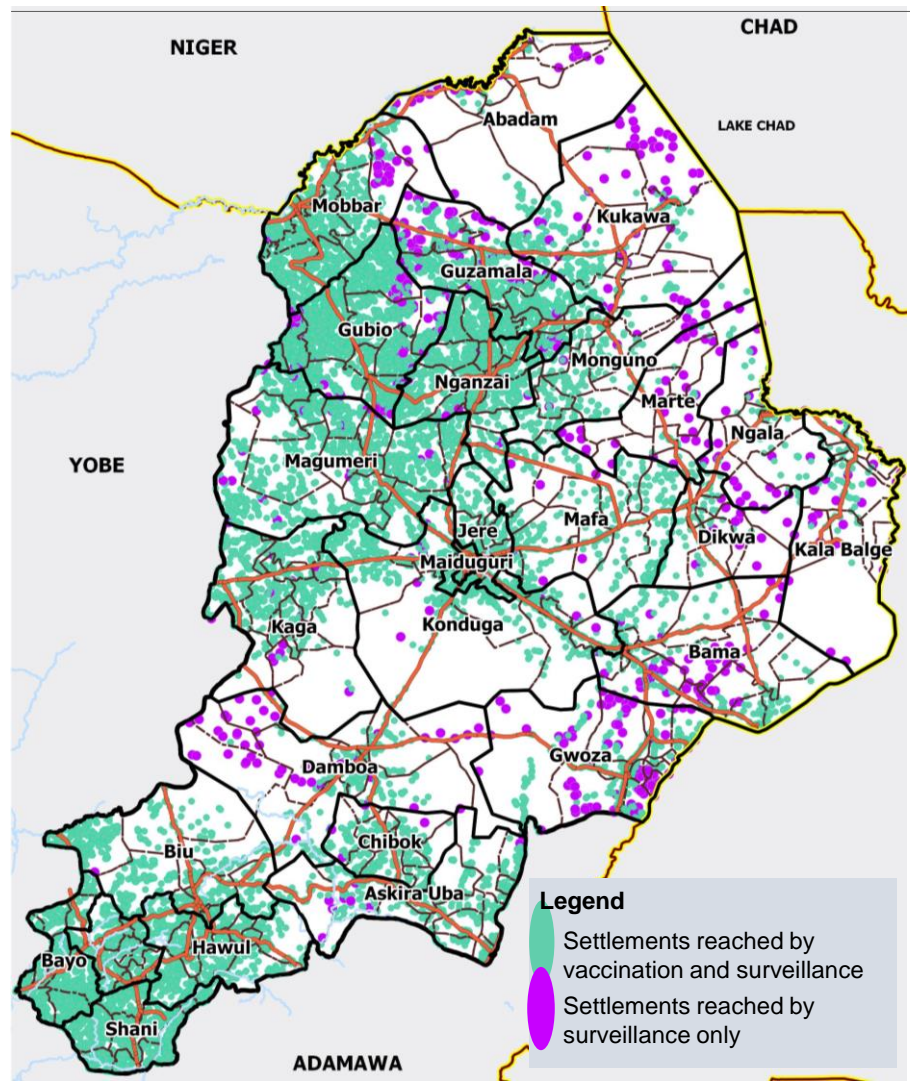 NIGER
CHAD
LAKE CHAD
Abadam
Mobbar
Kukawa
Guzamala
Gubio
Monguno
Nganzai
Marte
Ngala
YOBE
Magumeri
Mafa
Jere
Dikwa
Kala Balge
Maiduguri
Kaga
Konduga
Bama
Gwoza
Damboa
Chibok
Biu
Askira Uba
Hawul
Bayo
Shani
ADAMAWA
Legend
Settlements reached by
vaccination and surveillance
Settlements reached by
surveillance only